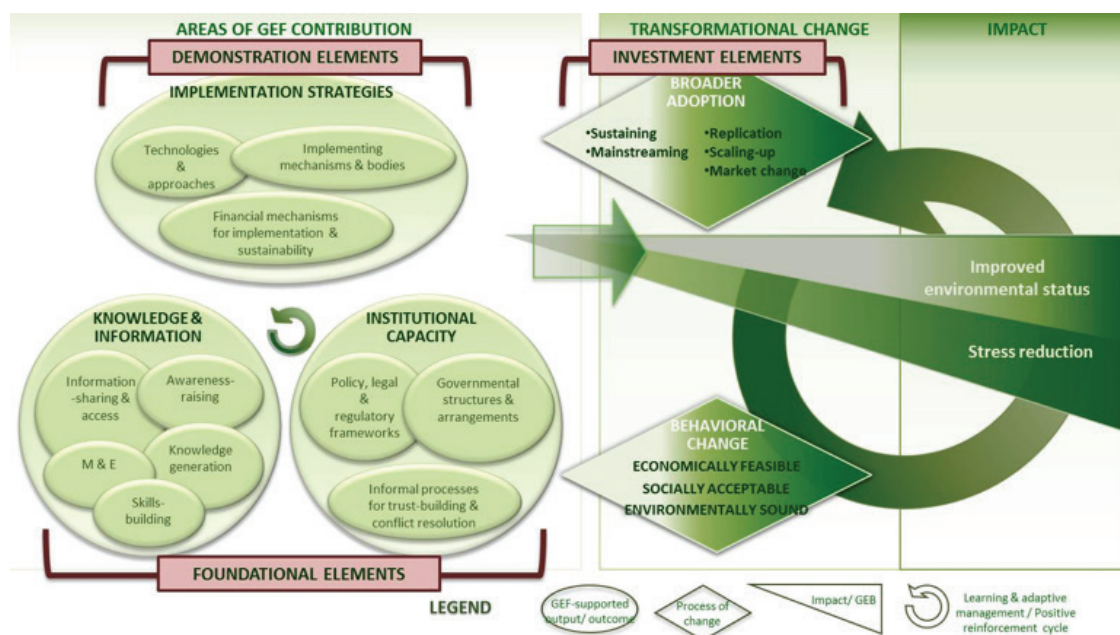 AREAS OF GEF CONTRIBUTION
TRANSFORMATIONAL CHANGE
IMPACT
DEMONSTRATION ELEMENTS
INVESTMENT ELEMENTS
IMPLEMENTATION STRATEGIES
Technologies
&
approaches
Implementing
mechanisms & bodies
Financial mechanisms
for implementation &
sustainability
BROADER
ADOPTION
•Sustaining
•Mainstreaming
•Replication
•Scaling-up
•Market change
Improved
environmental status
Stress reduction
KNOWLEDGE &
INFORMATION
Information
-sharing &
access
Awareness-
raising
M & E
Knowledge
generation
Skills-
building
INSTITUTIONAL
CAPACITY
Policy, legal
&
regulatory
frameworks
Governmental
structures &
arrangements
Informal processes
for trust-building &
conflict resolution
BEHAVIORAL
CHANGE
ECONOMICALLY FEASIBLE
SOCIALLY ACCEPTABLE
ENVIRONMENTALLY SOUND
FOUNDATIONAL ELEMENTS
LEGEND
GEF-supported
output/ outcome
Process of
change
Impact/ GEB
Learning & adaptive
management / Positive
reinforcement cycle